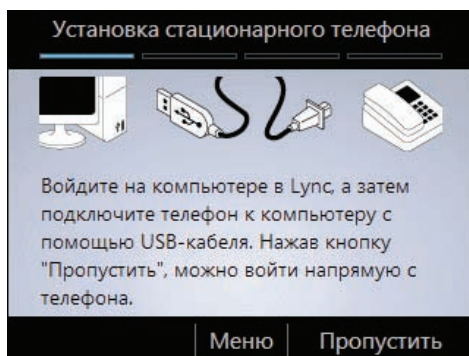 Установка стационарного телефона
Войдите на компьютере в Lync, а затем
подключите телефон к компьютеру с
помощью USB-кабеля. Нажав кнопку
"Пропустить", можно войти напрямую с
телефона.
Меню Пропустить